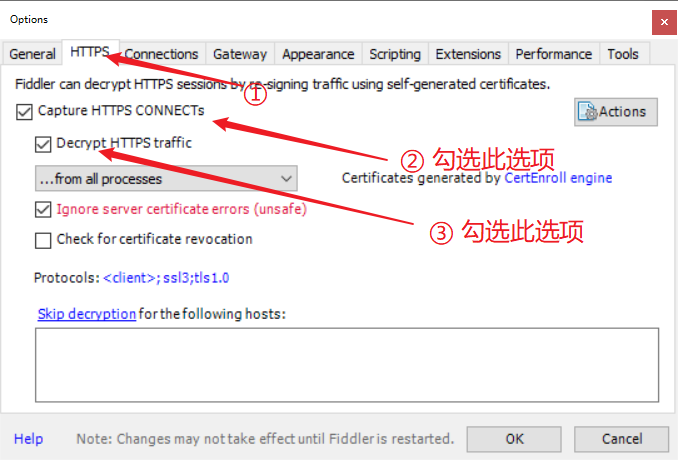 Options
General HTTPS Connections Gateway Appearance Scripting Extensions Performance Tools
Fiddler can decrypt HTTPS sessions by re-signing traffic using self-generated certificates.
①
Capture HTTPS CONNECTs
Actions
Decrypt HTTPS traffic
② 勾选此选项
...from all processes
Certificates generated by CertEnroll engine
Ignore server certificate errors (unsafe)
③ 勾选此选项
Check for certificate revocation
Protocols: <client>; ssl3;tls1.0
Skip decryption for the following hosts:
Help Note: Changes may not take effect until Fiddler is restarted. OK Cancel